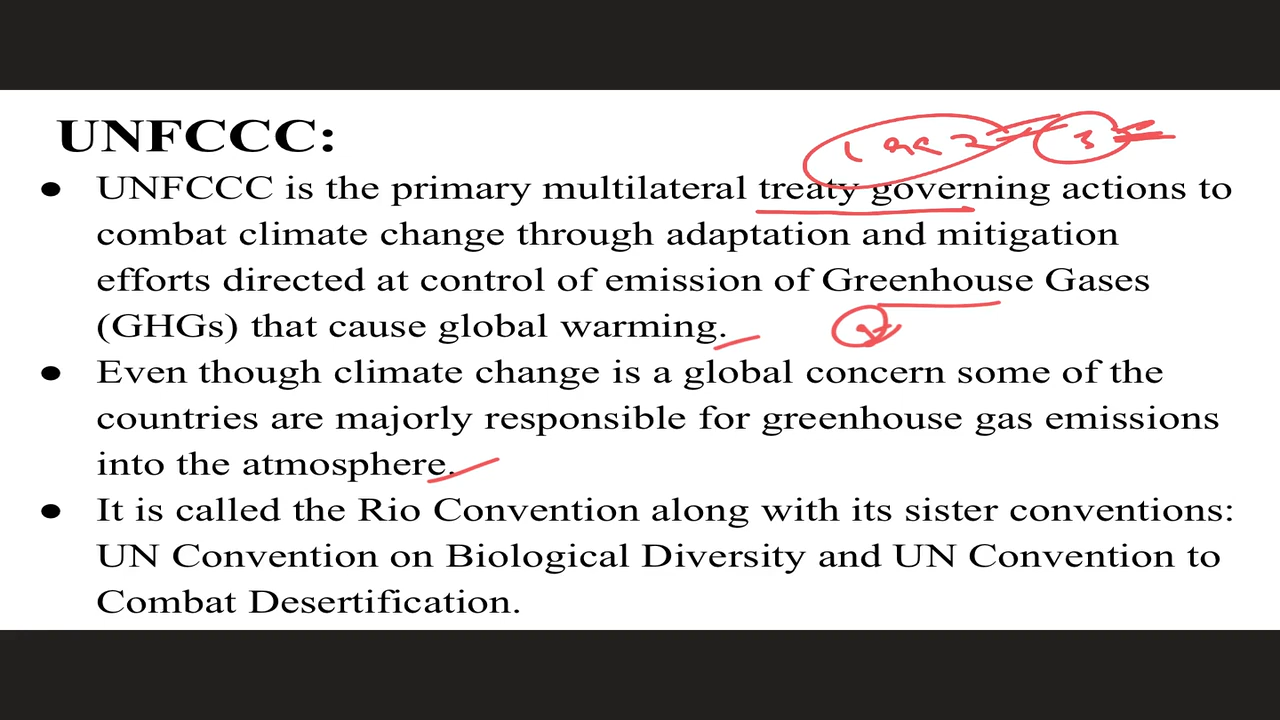 UNFCCC:
● UNFCCC is the primary multilateral treaty governing actions to
combat climate change through adaptation and mitigation
efforts directed at control of emission of Greenhouse Gases
(GHGs) that cause global warming.
● Even though climate change is a global concern some of the
countries are majorly responsible for greenhouse gas emissions
into the atmosphere.
● It is called the Rio Convention along with its sister conventions:
UN Convention on Biological Diversity and UN Convention to
Combat Desertification.